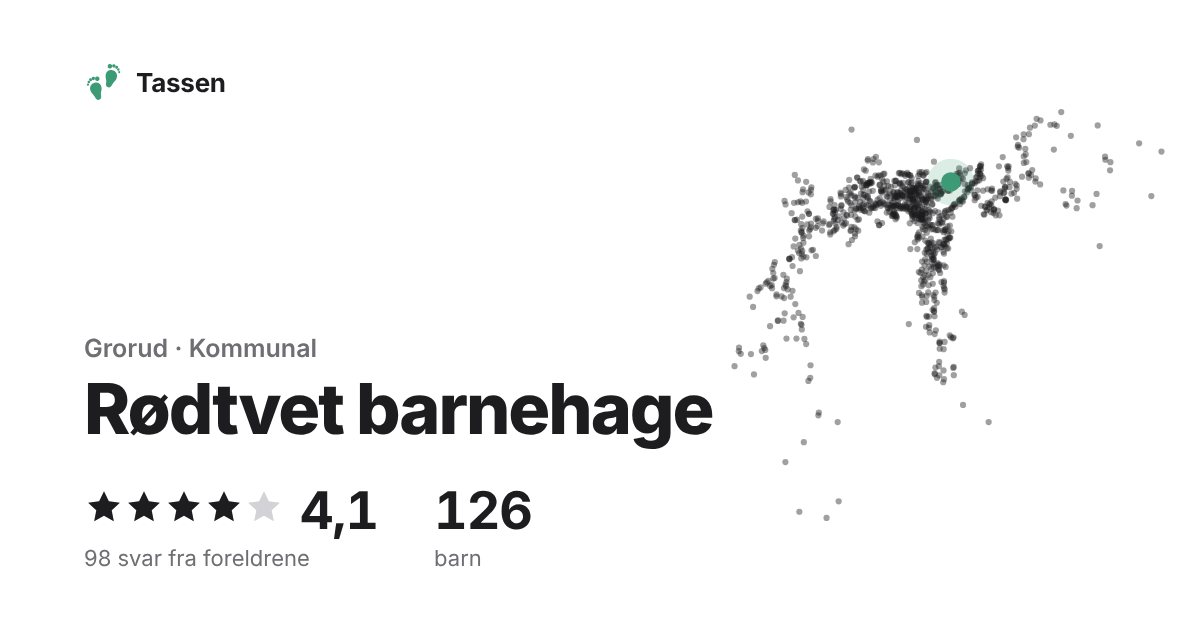 Tassen
Grorud · Kommunal
Rødtvet barnehage
4,1
126
98 svar fra foreldrene
barn